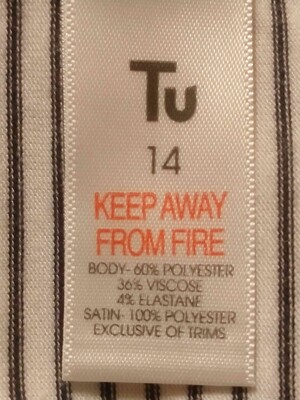 Tu
14
KEEP AWAY
FROM FIRE
BODY- 60% POLYESTER
36% VISCOSE
4% ELASTANE
SATIN- 100% POLYESTER
EXCLUSIVE OF TRIMS